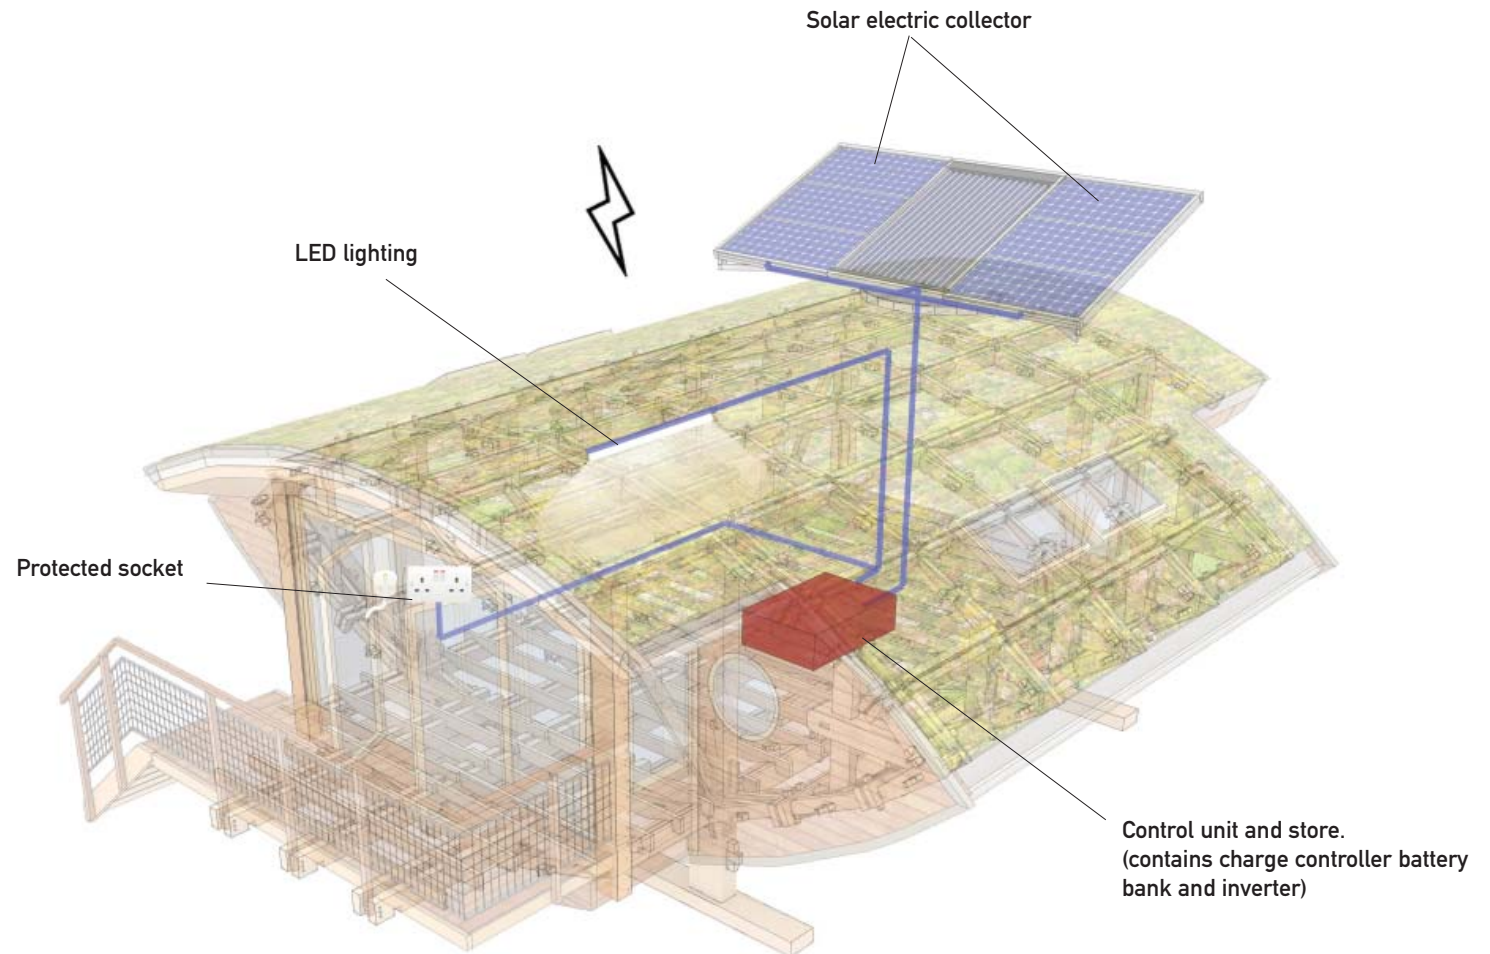 Solar electric collector
LED lighting
Protected socket
Control unit and store.
(contains charge controller battery
bank and inverter)